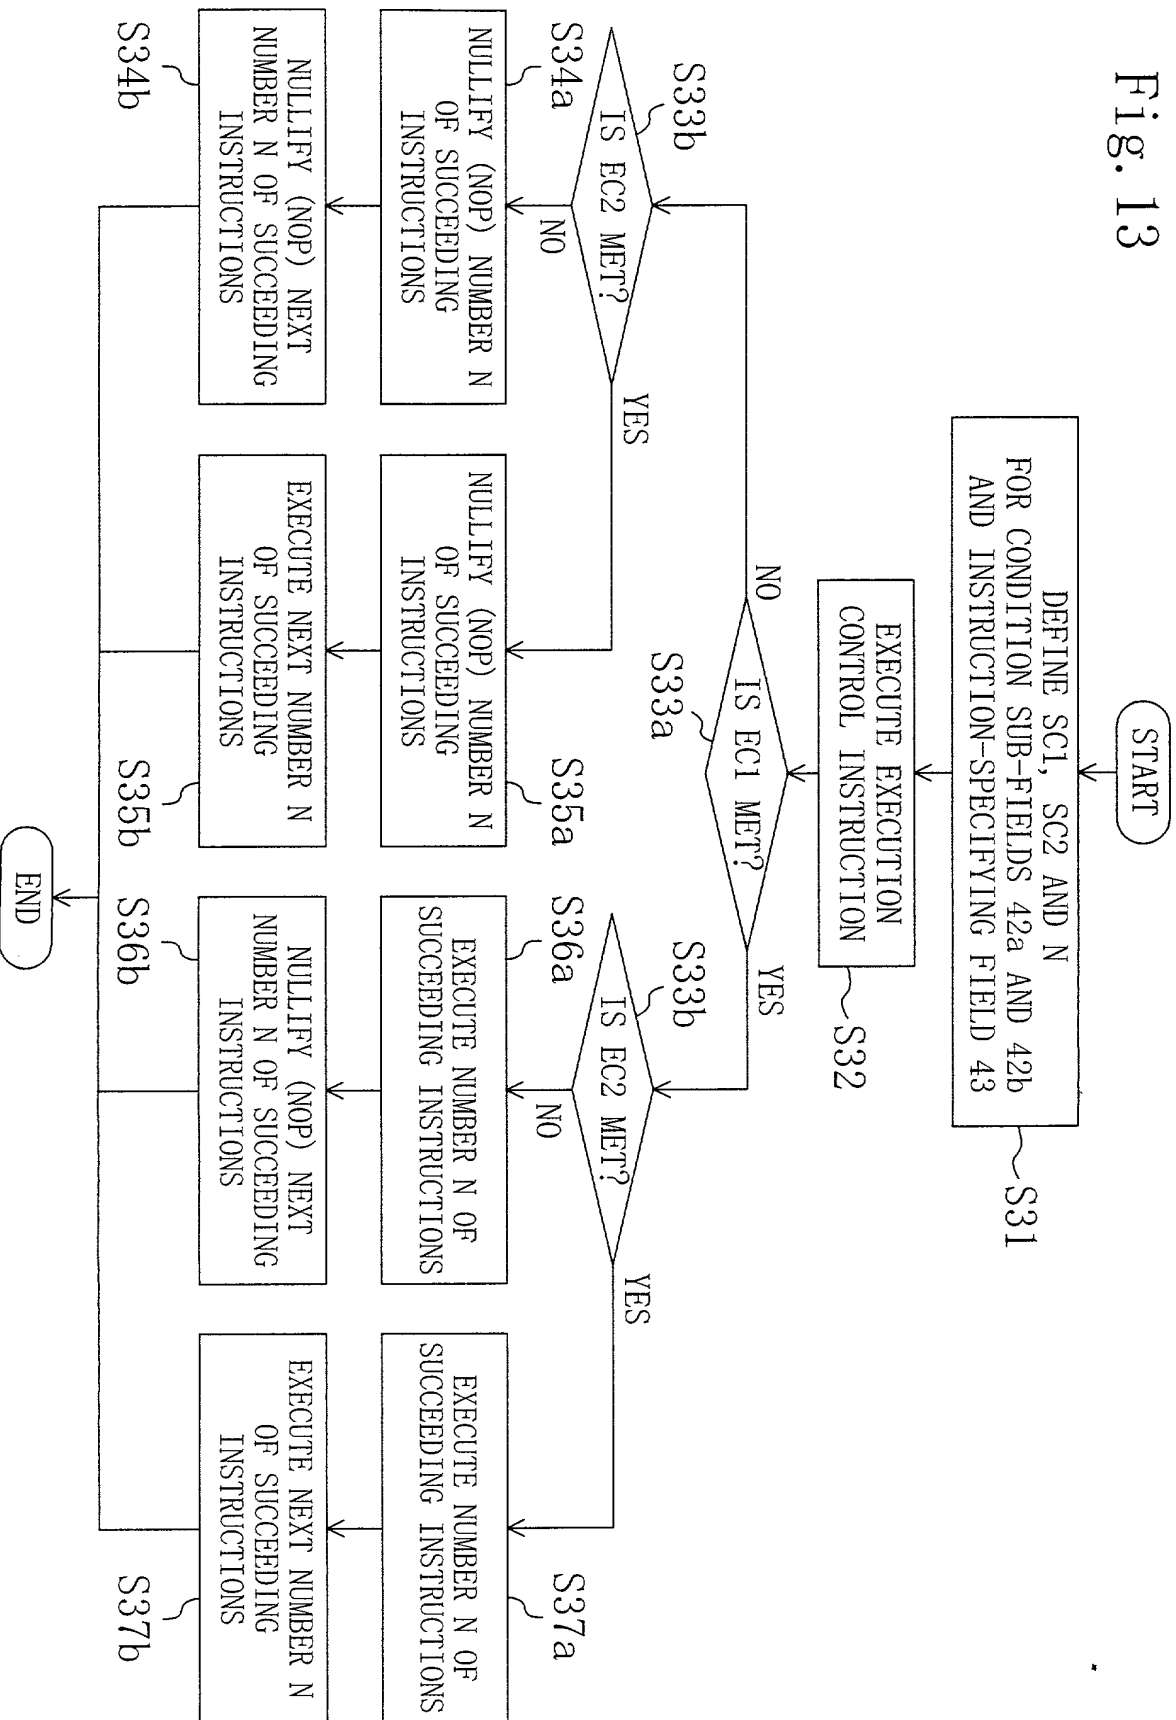 Fig. 13
START
DEFINE SC1, SC2 AND N
FOR CONDITION SUB-FIELDS 42a AND 42b
AND INSTRUCTION-SPECIFYING FIELD 43
S31
EXECUTE EXECUTION
CONTROL INSTRUCTION
S32
IS EC1 MET?
S33a
NO
YES
S33b
IS EC2 MET?
NO
YES
S33b
IS EC2 MET?
NO
YES
S34a
NULLIFY (NOP) NUMBER N
OF SUCCEEDING
INSTRUCTIONS
S35a
NULLIFY (NOP) NUMBER N
OF SUCCEEDING
INSTRUCTIONS
S36a
EXECUTE NUMBER N OF
SUCCEEDING INSTRUCTIONS
S37a
EXECUTE NUMBER N OF
SUCCEEDING INSTRUCTIONS
S34b
NULLIFY (NOP) NEXT
NUMBER N OF SUCCEEDING
INSTRUCTIONS
S35b
EXECUTE NEXT NUMBER N
OF SUCCEEDING
INSTRUCTIONS
S36b
NULLIFY (NOP) NEXT
NUMBER N OF SUCCEEDING
INSTRUCTIONS
S37b
EXECUTE NEXT NUMBER N
OF SUCCEEDING
INSTRUCTIONS
END